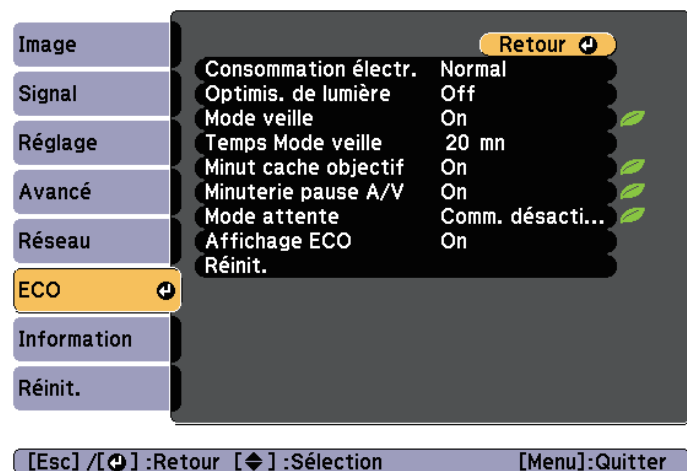 Image
Signal
Réglage
Avancé
Réseau
ECO
Information
Réinit.
Retour
Consommation électr. Normal
Optimis. de lumière Off
Mode veille On
Temps Mode veille 20 mn
Minut cache objectif On
Minuterie pause A/V On
Mode attente Comm. désacti...
Affichage ECO On
Réinit.
[Esc] /[ ] :Retour [ ] :Sélection [Menu]:Quitter